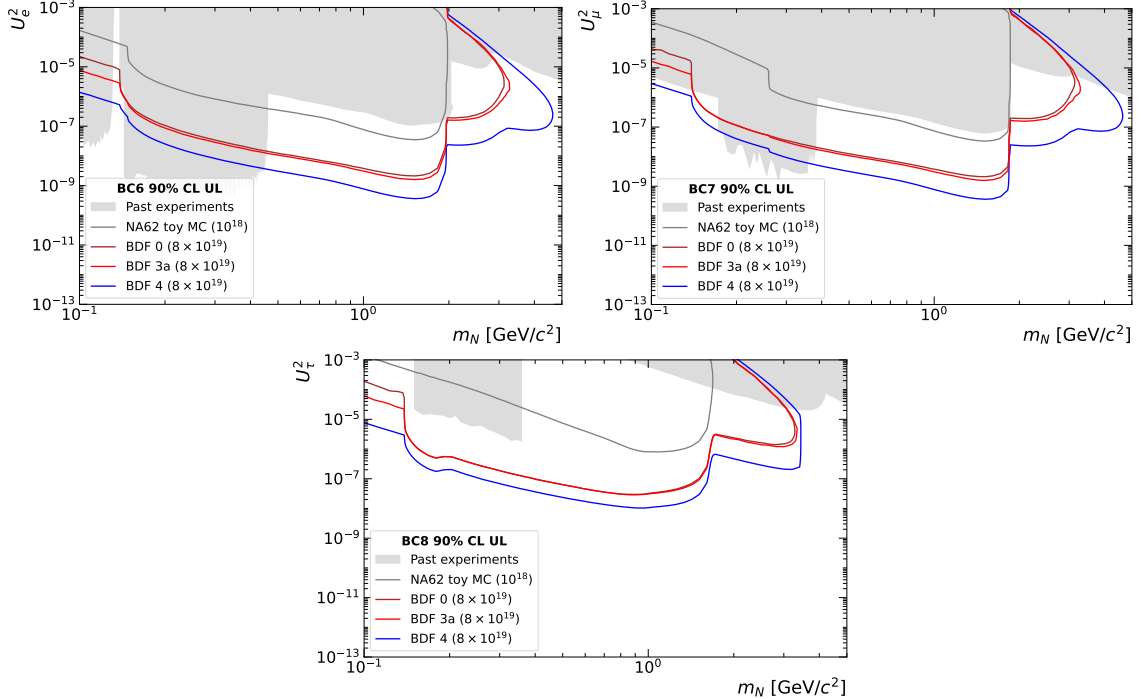 U_e^2
10^−3
10^−5
10^−7
10^−9
10^−11
10^−13
BC6 90% CL UL
Past experiments
NA62 toy MC (10^18)
BDF 0 (8 × 10^19)
BDF 3a (8 × 10^19)
BDF 4 (8 × 10^19)
10^−1
10^0
m_N [GeV/c^2]
U_μ^2
10^−3
10^−5
10^−7
10^−9
10^−11
10^−13
BC7 90% CL UL
Past experiments
NA62 toy MC (10^18)
BDF 0 (8 × 10^19)
BDF 3a (8 × 10^19)
BDF 4 (8 × 10^19)
10^−1
10^0
m_N [GeV/c^2]
U_τ^2
10^−3
10^−5
10^−7
10^−9
10^−11
10^−13
BC8 90% CL UL
Past experiments
NA62 toy MC (10^18)
BDF 0 (8 × 10^19)
BDF 3a (8 × 10^19)
BDF 4 (8 × 10^19)
10^−1
10^0
m_N [GeV/c^2]